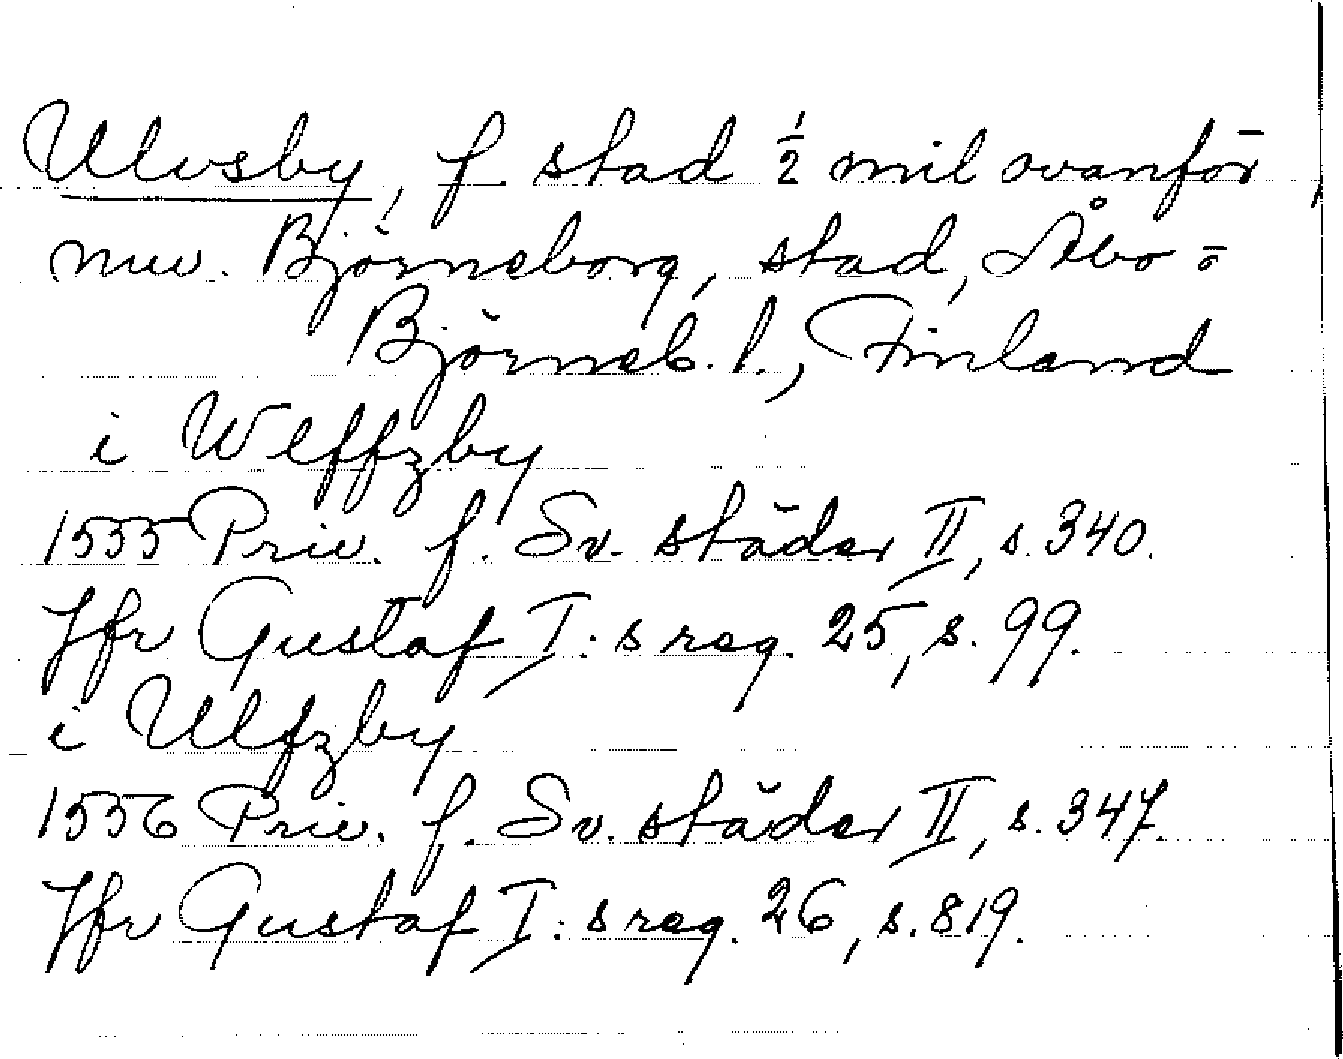 Ulvsby, f stad ½ mil ovanför
nuv. Björneborg, stad, Åbo o
Björneb. l., Finland
i Wlffzby
1555 Priv. f. Sv. städer II, s. 340.
Jfr Gustaf I:s reg. 25, s. 99.
i Ulfzby
1556 Priv. f. Sv. städer II, s. 347.
Jfr Gustaf I:s reg. 26, s. 819.